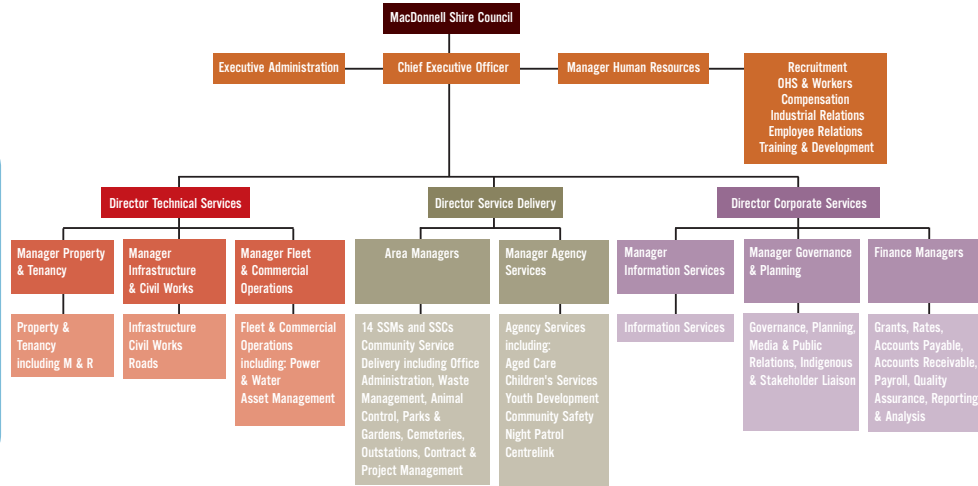 MacDonnell Shire Council
Executive Administration
Chief Executive Officer
Manager Human Resources
Recruitment
OHS & Workers
Compensation
Industrial Relations
Employee Relations
Training & Development
Director Technical Services
Director Service Delivery
Director Corporate Services
Manager Property
& Tenancy
Manager
Infrastructure
& Civil Works
Manager Fleet
& Commercial
Operations
Area Managers
Manager Agency
Services
Manager
Information Services
Manager Governance
& Planning
Finance Managers
Property &
Tenancy
including M & R
Infrastructure
Civil Works
Roads
Fleet & Commercial
Operations
including: Power
& Water
Asset Management
14 SSMs and SSCs
Community Service
Delivery including Office
Administration, Waste
Management, Animal
Control, Parks &
Gardens, Cemeteries,
Outstations, Contract &
Project Management
Agency Services
including:
Aged Care
Children's Services
Youth Development
Community Safety
Night Patrol
Centrelink
Information Services
Governance, Planning,
Media & Public
Relations, Indigenous
& Stakeholder Liaison
Grants, Rates,
Accounts Payable,
Accounts Receivable,
Payroll, Quality
Assurance, Reporting
& Analysis